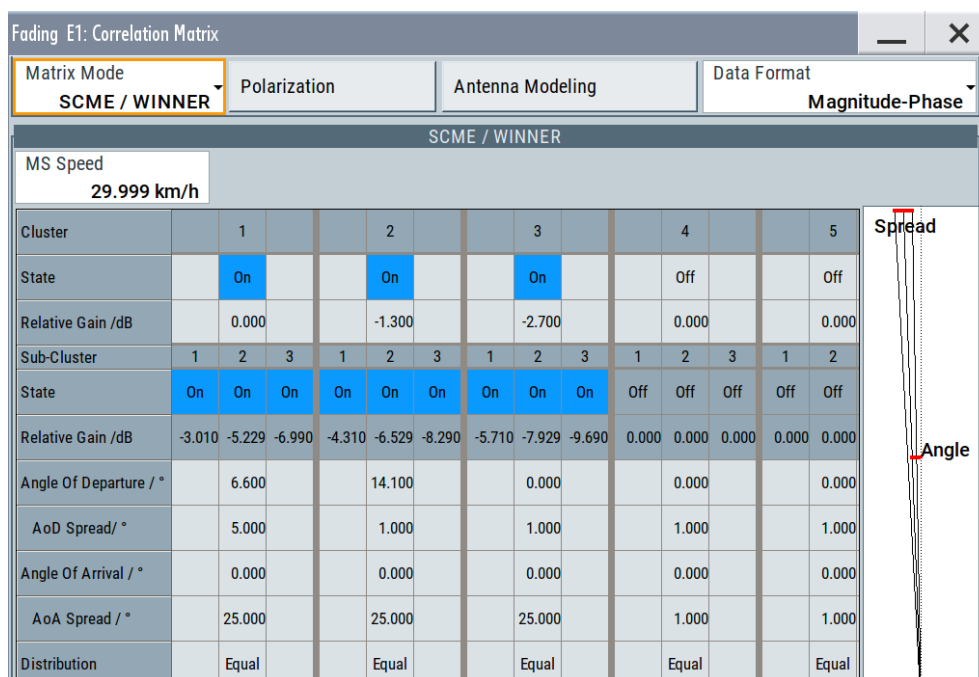 Fading E1: Correlation Matrix
Matrix Mode
SCME / WINNER
Polarization
Antenna Modeling
Data Format
Magnitude-Phase
SCME / WINNER
MS Speed
29.999 km/h
Cluster 1 2 3 4 5
State On On On Off Off
Relative Gain /dB 0.000 -1.300 -2.700 0.000 0.000
Sub-Cluster 1 2 3 1 2 3 1 2 3 1 2 3 1 2
State On On On On On On On On On Off Off Off Off Off
Relative Gain /dB -3.010 -5.229 -6.990 -4.310 -6.529 -8.290 -5.710 -7.929 -9.690 0.000 0.000 0.000 0.000 0.000
Angle Of Departure / ° 6.600 14.100 0.000 0.000 0.000
AoD Spread/ ° 5.000 1.000 1.000 1.000 1.000
Angle Of Arrival / ° 0.000 0.000 0.000 0.000 0.000
AoA Spread / ° 25.000 25.000 25.000 1.000 1.000
Distribution Equal Equal Equal Equal Equal
Spread
Angle